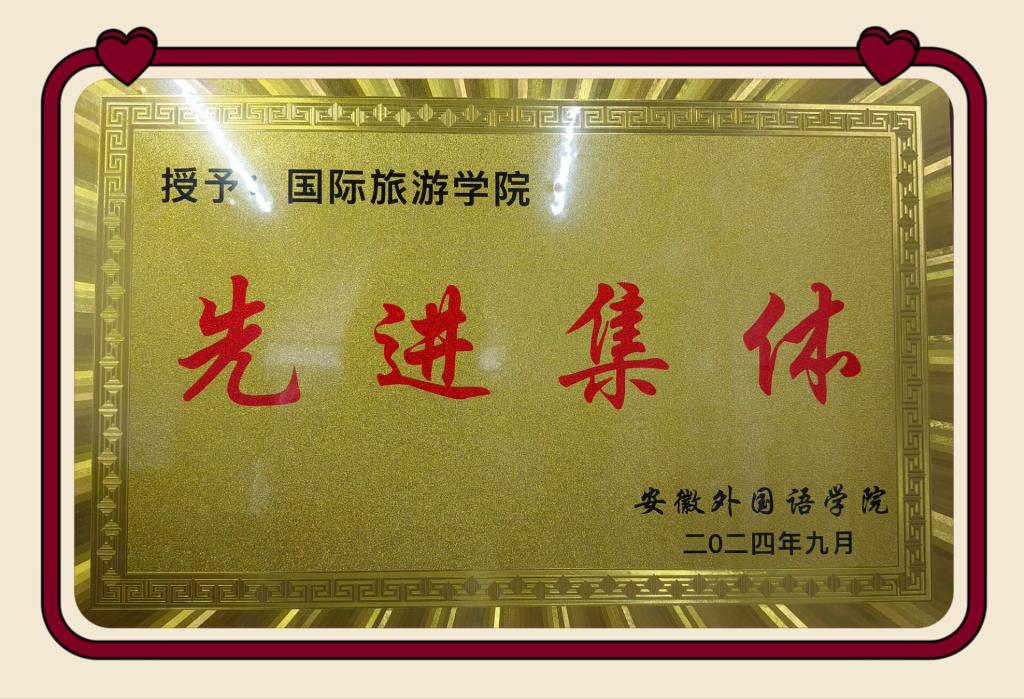 授予：国际旅游学院
先进集体
安徽外国语学院
二0二四年九月